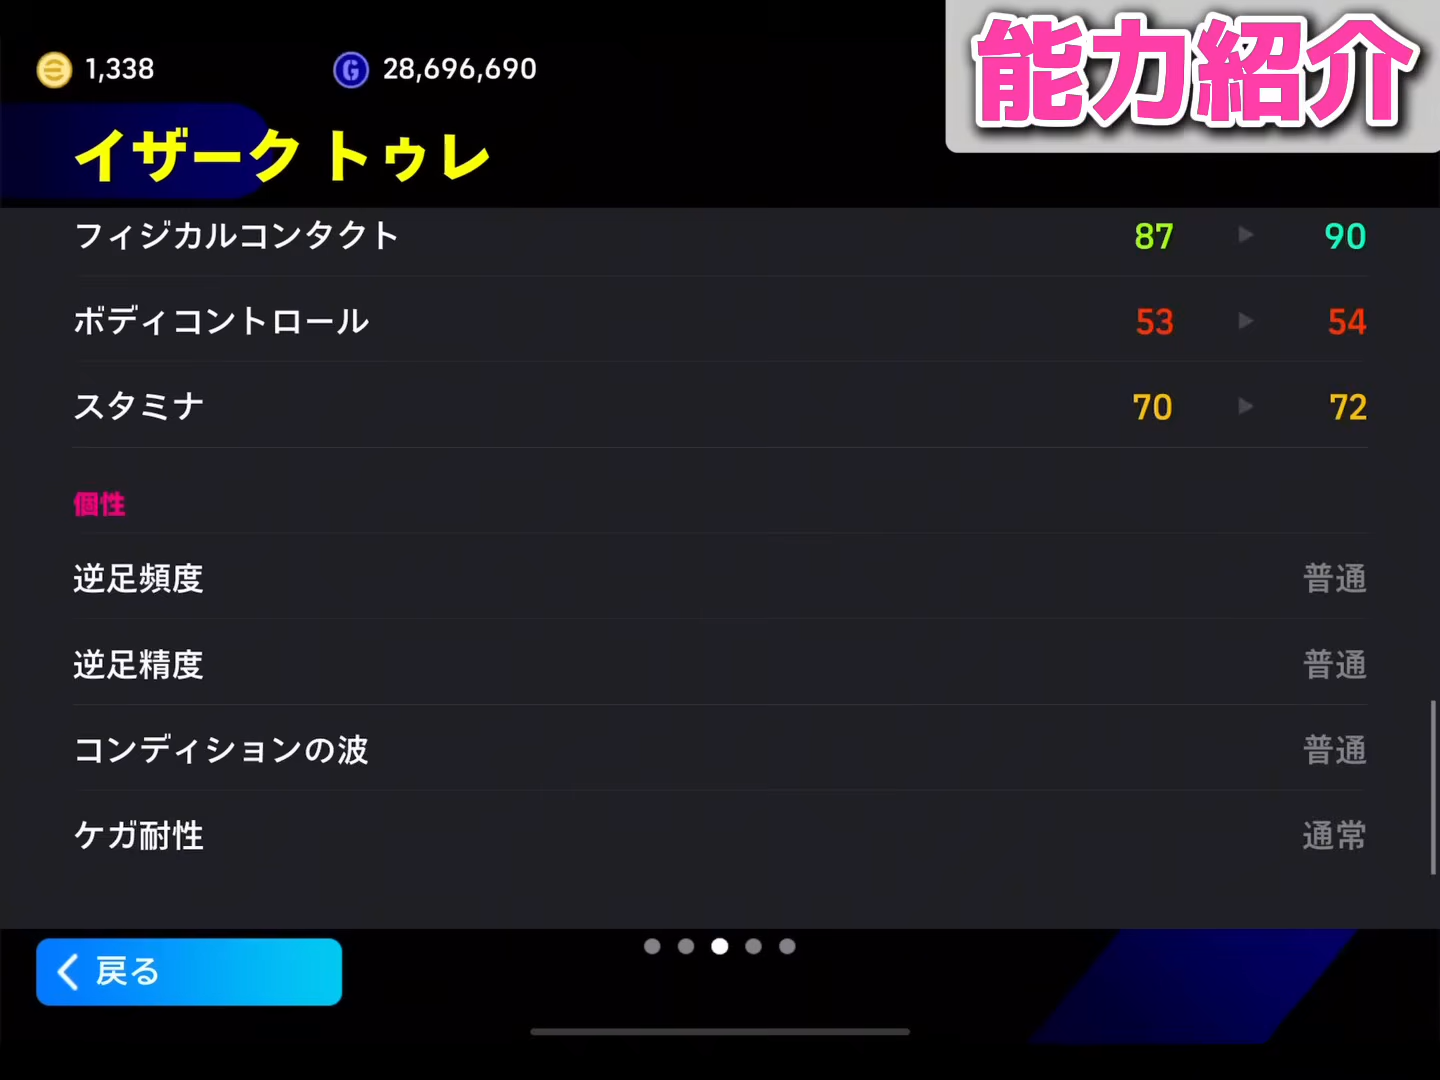 1,338 28,696,690
能力紹介
イザーク トゥレ
フィジカルコンタクト 87 ▶ 90
ボディコントロール 53 ▶ 54
スタミナ 70 ▶ 72
個性
逆足頻度 普通
逆足精度 普通
コンディションの波 普通
ケガ耐性 通常
戻る